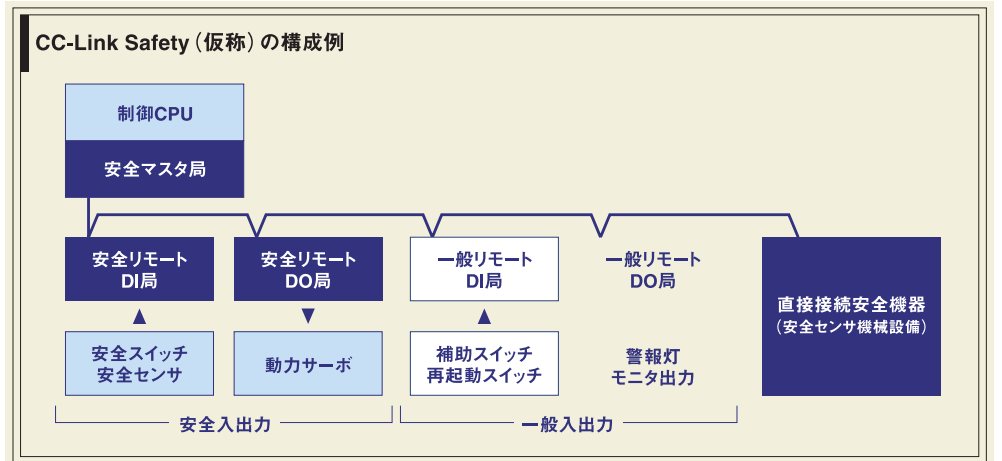 CC-Link Safety（仮称）の構成例
制御CPU
安全マスタ局
安全リモート
DI局
安全リモート
DO局
一般リモート
DI局
一般リモート
DO局
直接接続安全機器
（安全センサ機械設備）
安全スイッチ
安全センサ
動力サーボ
補助スイッチ
再起動スイッチ
警報灯
モニタ出力
安全入出力
一般入出力